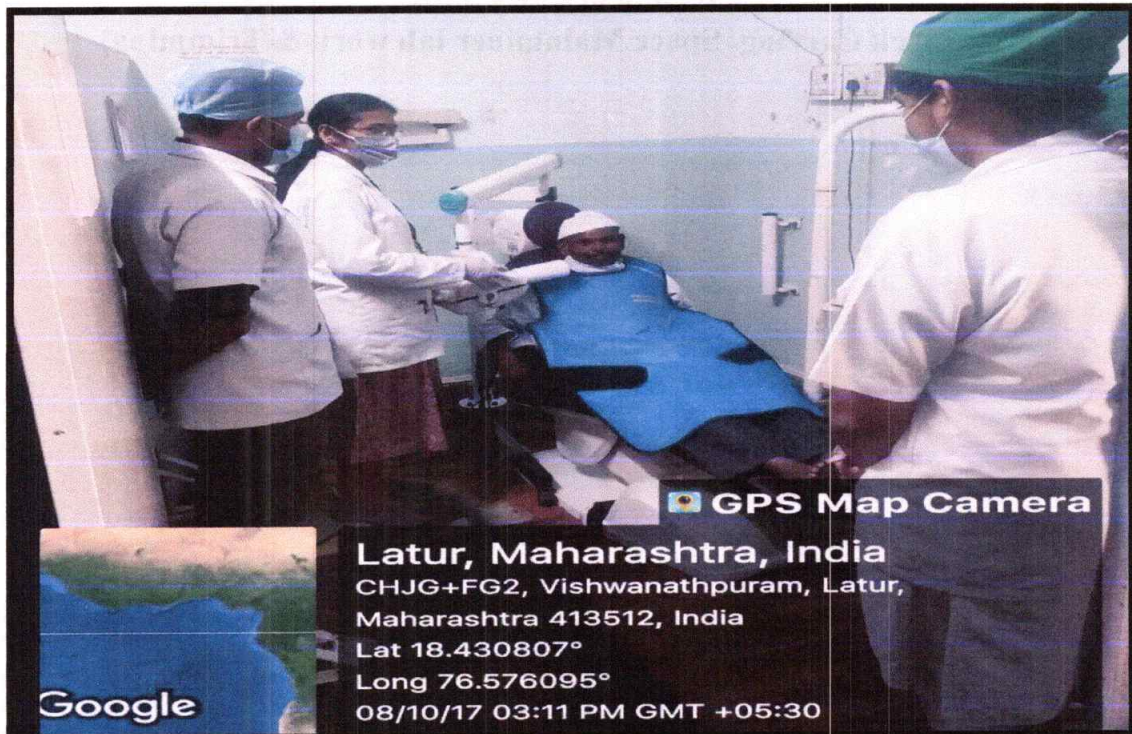 GPS Map Camera
Latur, Maharashtra, India
CHJG+FG2, Vishwanathpuram, Latur,
Maharashtra 413512, India
Lat 18.430807°
Long 76.576095°
08/10/17 03:11 PM GMT +05:30
Google